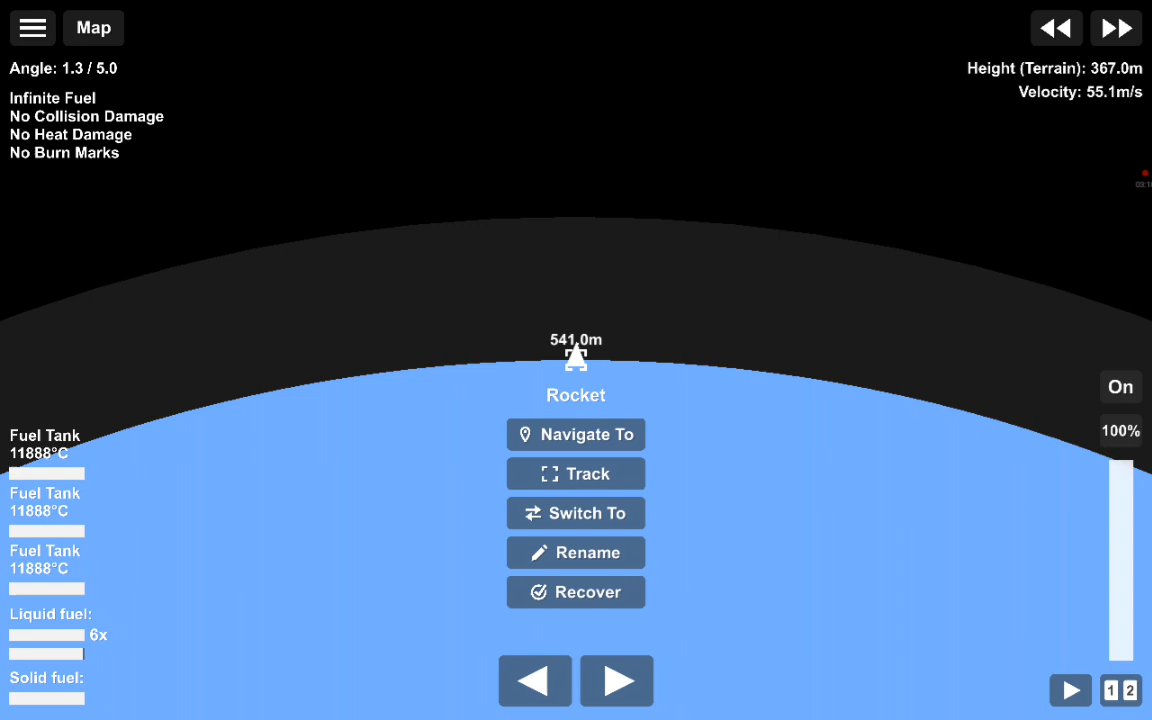 Map
Angle: 1.3 / 5.0
Infinite Fuel
No Collision Damage
No Heat Damage
No Burn Marks
Height (Terrain): 367.0m
Velocity: 55.1m/s
541.0m
Rocket
Navigate To
Track
Switch To
Rename
Recover
On
100%
Fuel Tank
11888°C
Fuel Tank
11888°C
Fuel Tank
11888°C
Liquid fuel:
6x
Solid fuel:
1 2